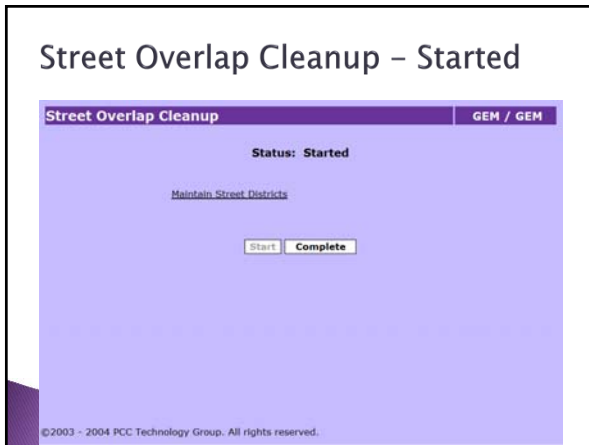 Street Overlap Cleanup – Started
Street Overlap Cleanup GEM / GEM
Status: Started
Maintain Street Districts
Start Complete
©2003 - 2004 PCC Technology Group. All rights reserved.